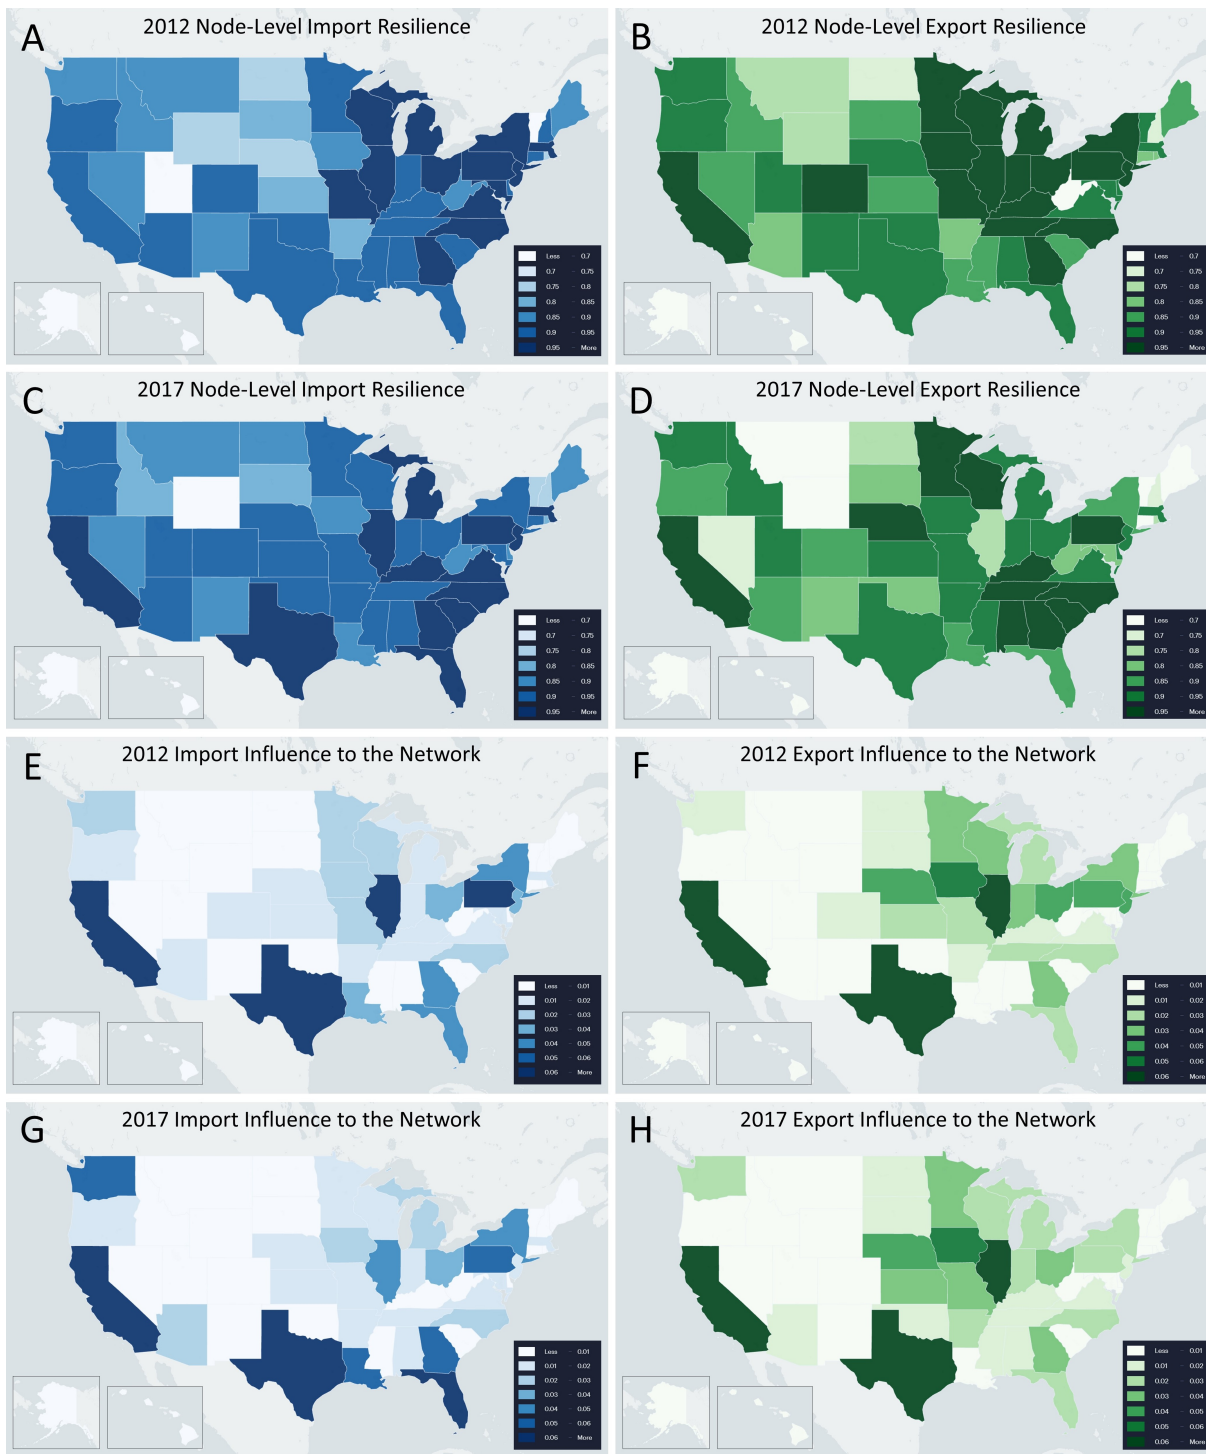 A
2012 Node-Level Import Resilience
Less - 0.7
0.7 - 0.75
0.75 - 0.8
0.8 - 0.85
0.85 - 0.9
0.9 - 0.95
0.95 - More
B
2012 Node-Level Export Resilience
Less - 0.7
0.7 - 0.75
0.75 - 0.8
0.8 - 0.85
0.85 - 0.9
0.9 - 0.95
0.95 - More
C
2017 Node-Level Import Resilience
Less - 0.7
0.7 - 0.75
0.75 - 0.8
0.8 - 0.85
0.85 - 0.9
0.9 - 0.95
0.95 - More
D
2017 Node-Level Export Resilience
Less - 0.7
0.7 - 0.75
0.75 - 0.8
0.8 - 0.85
0.85 - 0.9
0.9 - 0.95
0.95 - More
E
2012 Import Influence to the Network
Less - 0.01
0.01 - 0.02
0.02 - 0.03
0.03 - 0.04
0.04 - 0.05
0.05 - 0.06
0.06 - More
F
2012 Export Influence to the Network
Less - 0.01
0.01 - 0.02
0.02 - 0.03
0.03 - 0.04
0.04 - 0.05
0.05 - 0.06
0.06 - More
G
2017 Import Influence to the Network
Less - 0.01
0.01 - 0.02
0.02 - 0.03
0.03 - 0.04
0.04 - 0.05
0.05 - 0.06
0.06 - More
H
2017 Export Influence to the Network
Less - 0.01
0.01 - 0.02
0.02 - 0.03
0.03 - 0.04
0.04 - 0.05
0.05 - 0.06
0.06 - More